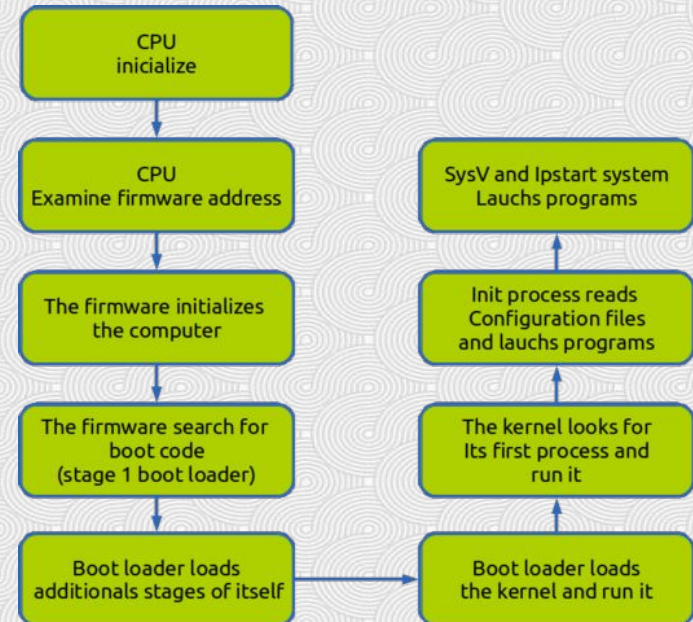 CPU
inicialize
CPU
Examine firmware address
The firmware initializes
the computer
The firmware search for
boot code
(stage 1 boot loader)
Boot loader loads
additionals stages of itself
Boot loader loads
the kernel and run it
The kernel looks for
Its first process and
run it
Init process reads
Configuration files
and lauchs programs
SysV and Ipstart system
Lauchs programs